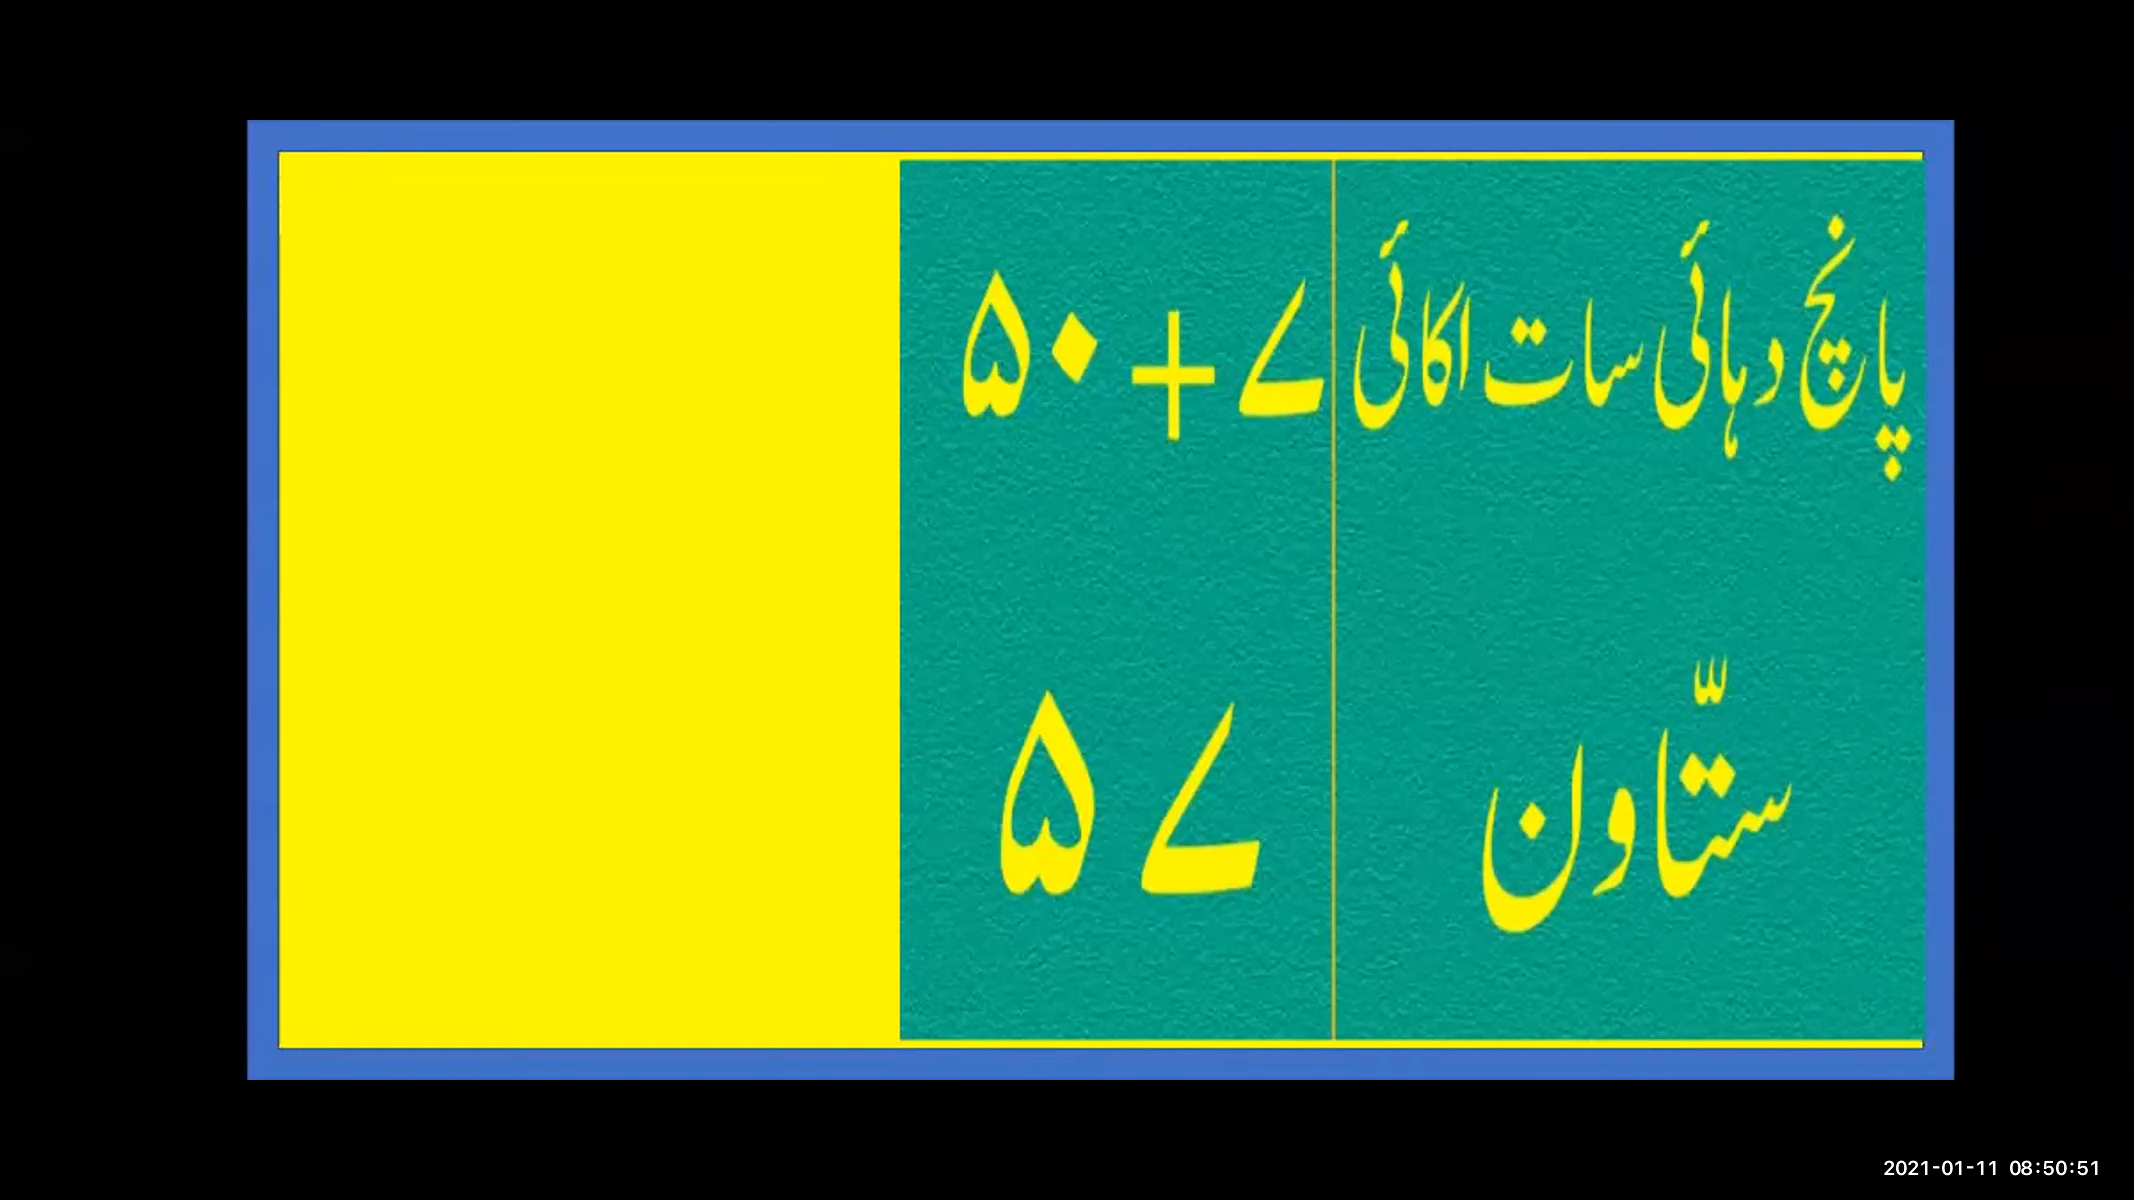 پانچ دہائی سات اکائی
۵۰+۷
ستّاون
۵۷
2021-01-11 08:50:51